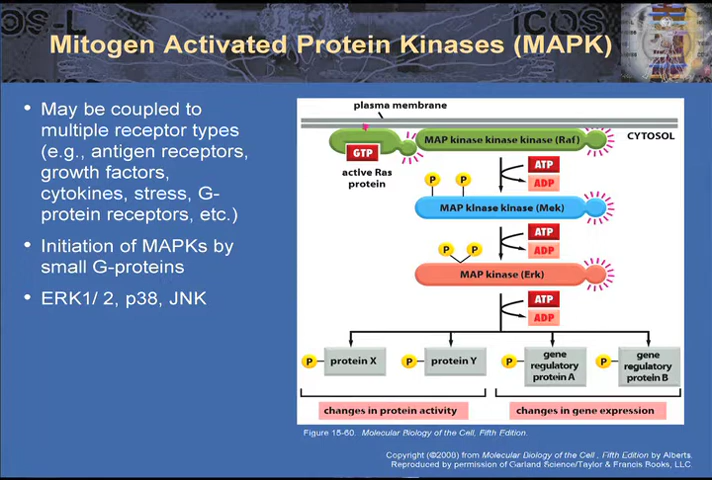 Mitogen Activated Protein Kinases (MAPK)
• May be coupled to
multiple receptor types
(e.g., antigen receptors,
growth factors,
cytokines, stress, G-
protein receptors, etc.)
• Initiation of MAPKs by
small G-proteins
• ERK1/ 2, p38, JNK
plasma membrane
CYTOSOL
GTP
active Ras
protein
MAP kinase kinase kinase (Raf)
ATP
ADP
P P
MAP kinase kinase (Mek)
ATP
ADP
P P
MAP kinase (Erk)
ATP
ADP
P protein X
P protein Y
P gene
regulatory
protein A
P gene
regulatory
protein B
changes in protein activity
changes in gene expression
Figure 15-60. Molecular Biology of the Cell, Fifth Edition.
Copyright (©2008) from Molecular Biology of the Cell , Fifth Edition by Alberts.
Reproduced by permission of Garland Science/Taylor & Francis Books, LLC.